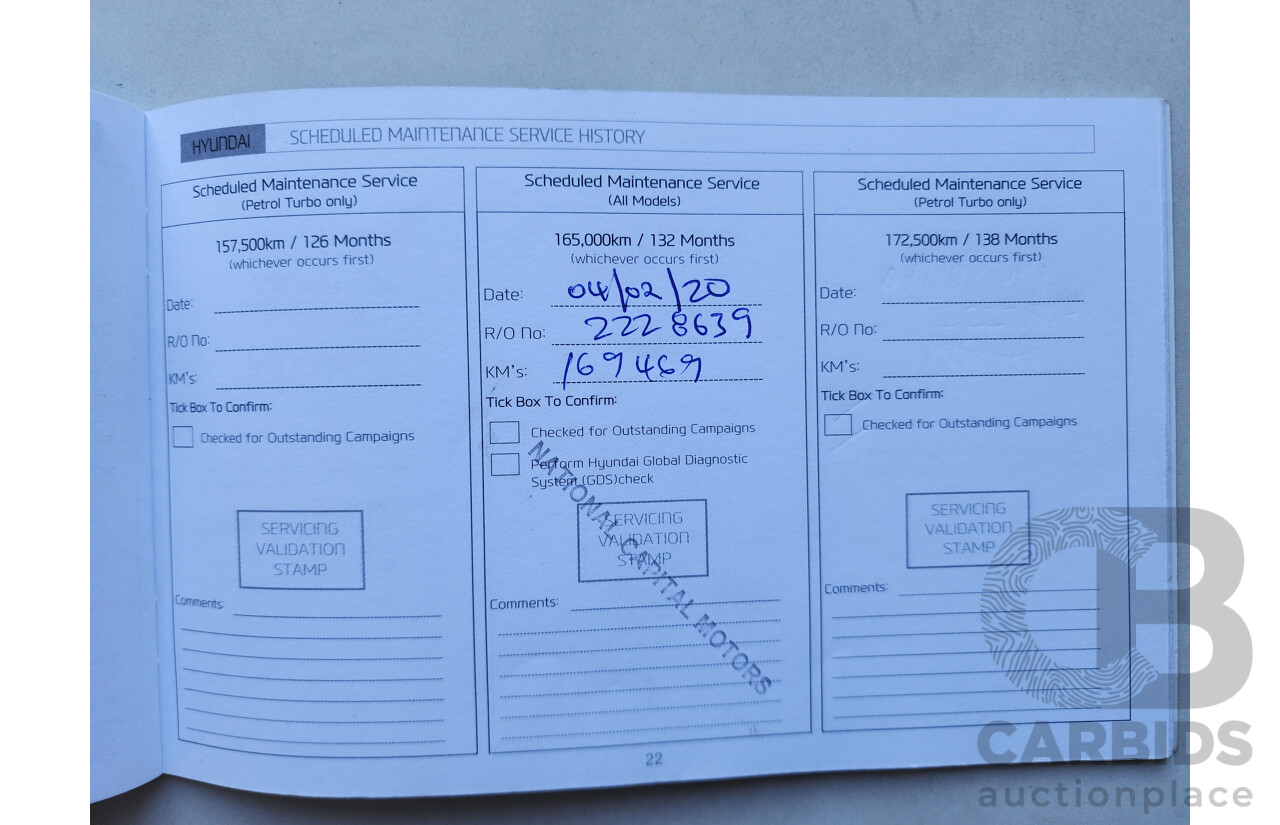 HYUNDAI
SCHEDULED MAINTENANCE SERVICE HISTORY
Scheduled Maintenance Service
(Petrol Turbo only)
157,500km / 126 Months
(whichever occurs first)
Date:
R/O No:
KM's:
Tick Box To Confirm:
Checked for Outstanding Campaigns
SERVICING
VALIDATION
STAMP
Comments:
Scheduled Maintenance Service
(All Models)
165,000km / 132 Months
(whichever occurs first)
Date: 04/02/20
R/O No: 2228639
KM's: 169469
Tick Box To Confirm:
Checked for Outstanding Campaigns
Perform Hyundai Global Diagnostic
System (GDS)check
SERVICING
VALIDATION
STAMP
NATIONAL CAPITAL MOTORS
Comments:
Scheduled Maintenance Service
(Petrol Turbo only)
172,500km / 138 Months
(whichever occurs first)
Date:
R/O No:
KM's:
Tick Box To Confirm:
Checked for Outstanding Campaigns
SERVICING
VALIDATION
STAMP
Comments:
22
CB
CARBIDS
auctionplace